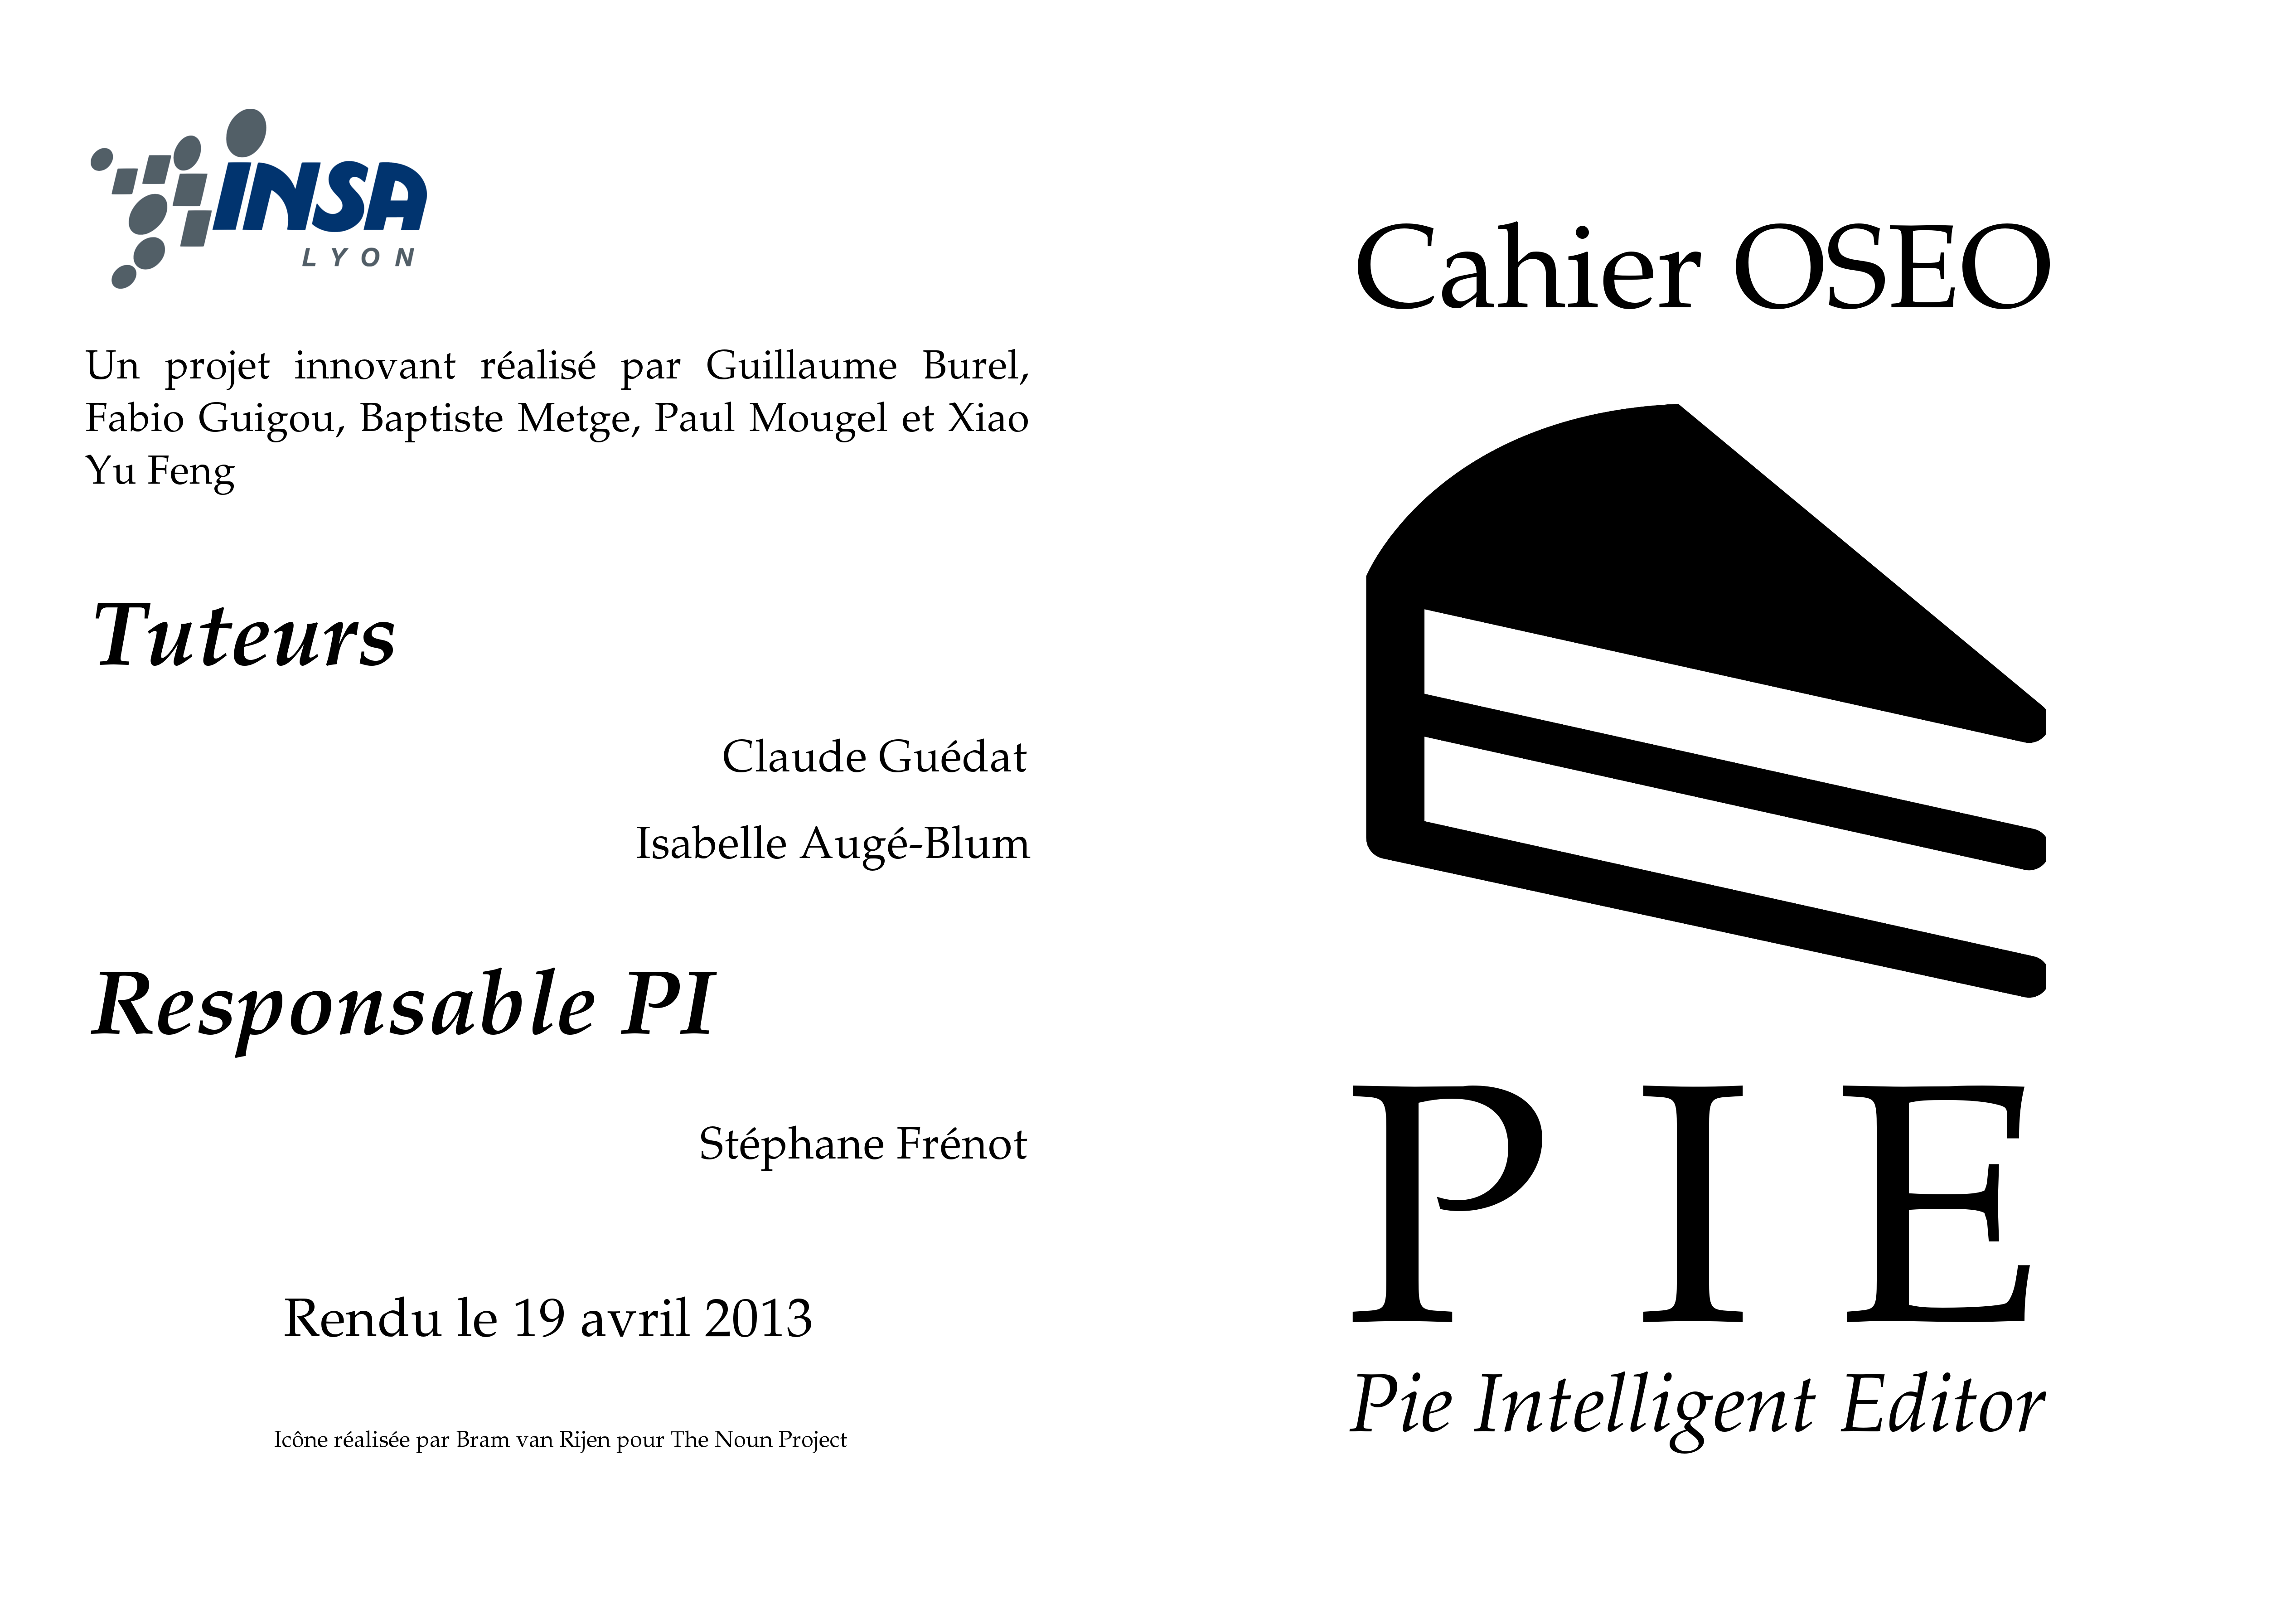 INSA
LYON
Un projet innovant réalisé par Guillaume Burel,
Fabio Guigou, Baptiste Metge, Paul Mougel et Xiao
Yu Feng
Tuteurs
Claude Guédat
Isabelle Augé-Blum
Responsable PI
Stéphane Frénot
Rendu le 19 avril 2013
Icône réalisée par Bram van Rijen pour The Noun Project
Cahier OSEO
PIE
Pie Intelligent Editor